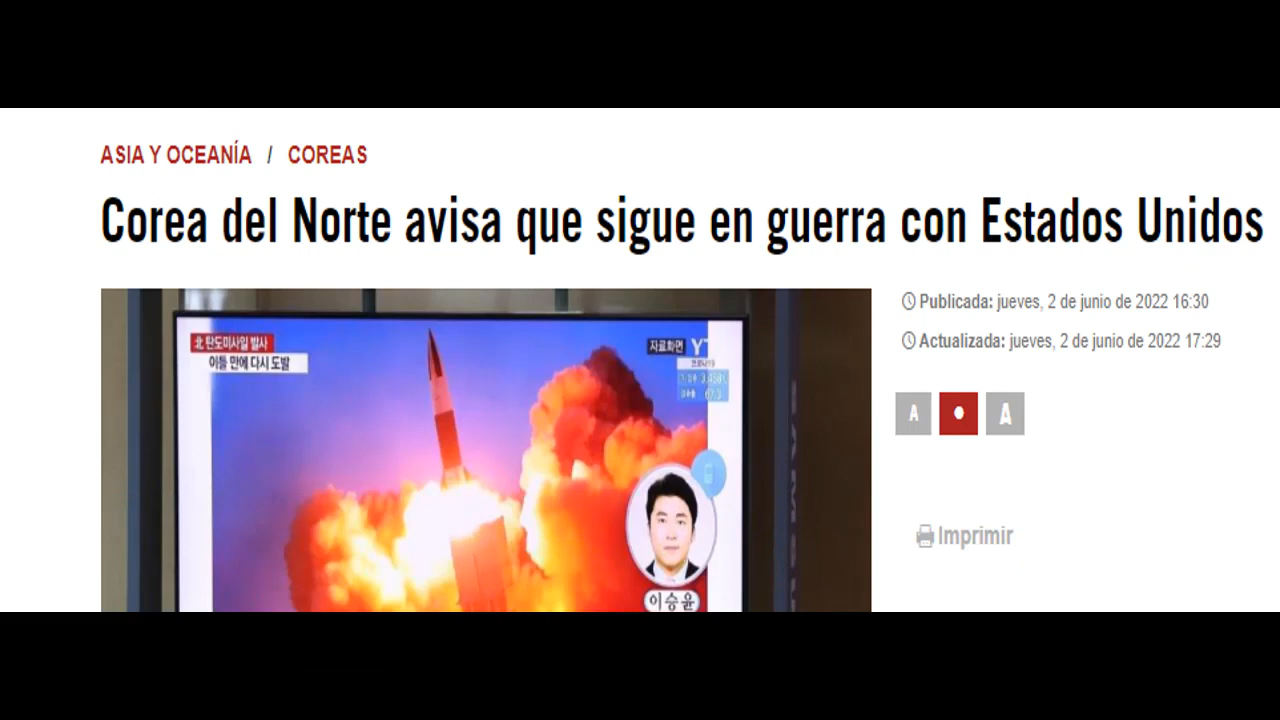 ASIA Y OCEANÍA / COREAS
Corea del Norte avisa que sigue en guerra con Estados Unidos
Publicada: jueves, 2 de junio de 2022 16:30
Actualizada: jueves, 2 de junio de 2022 17:29
A A
Imprimir
北 탄도미사일 발사
이틀 만에 다시 도발
자료화면 YT
이승윤